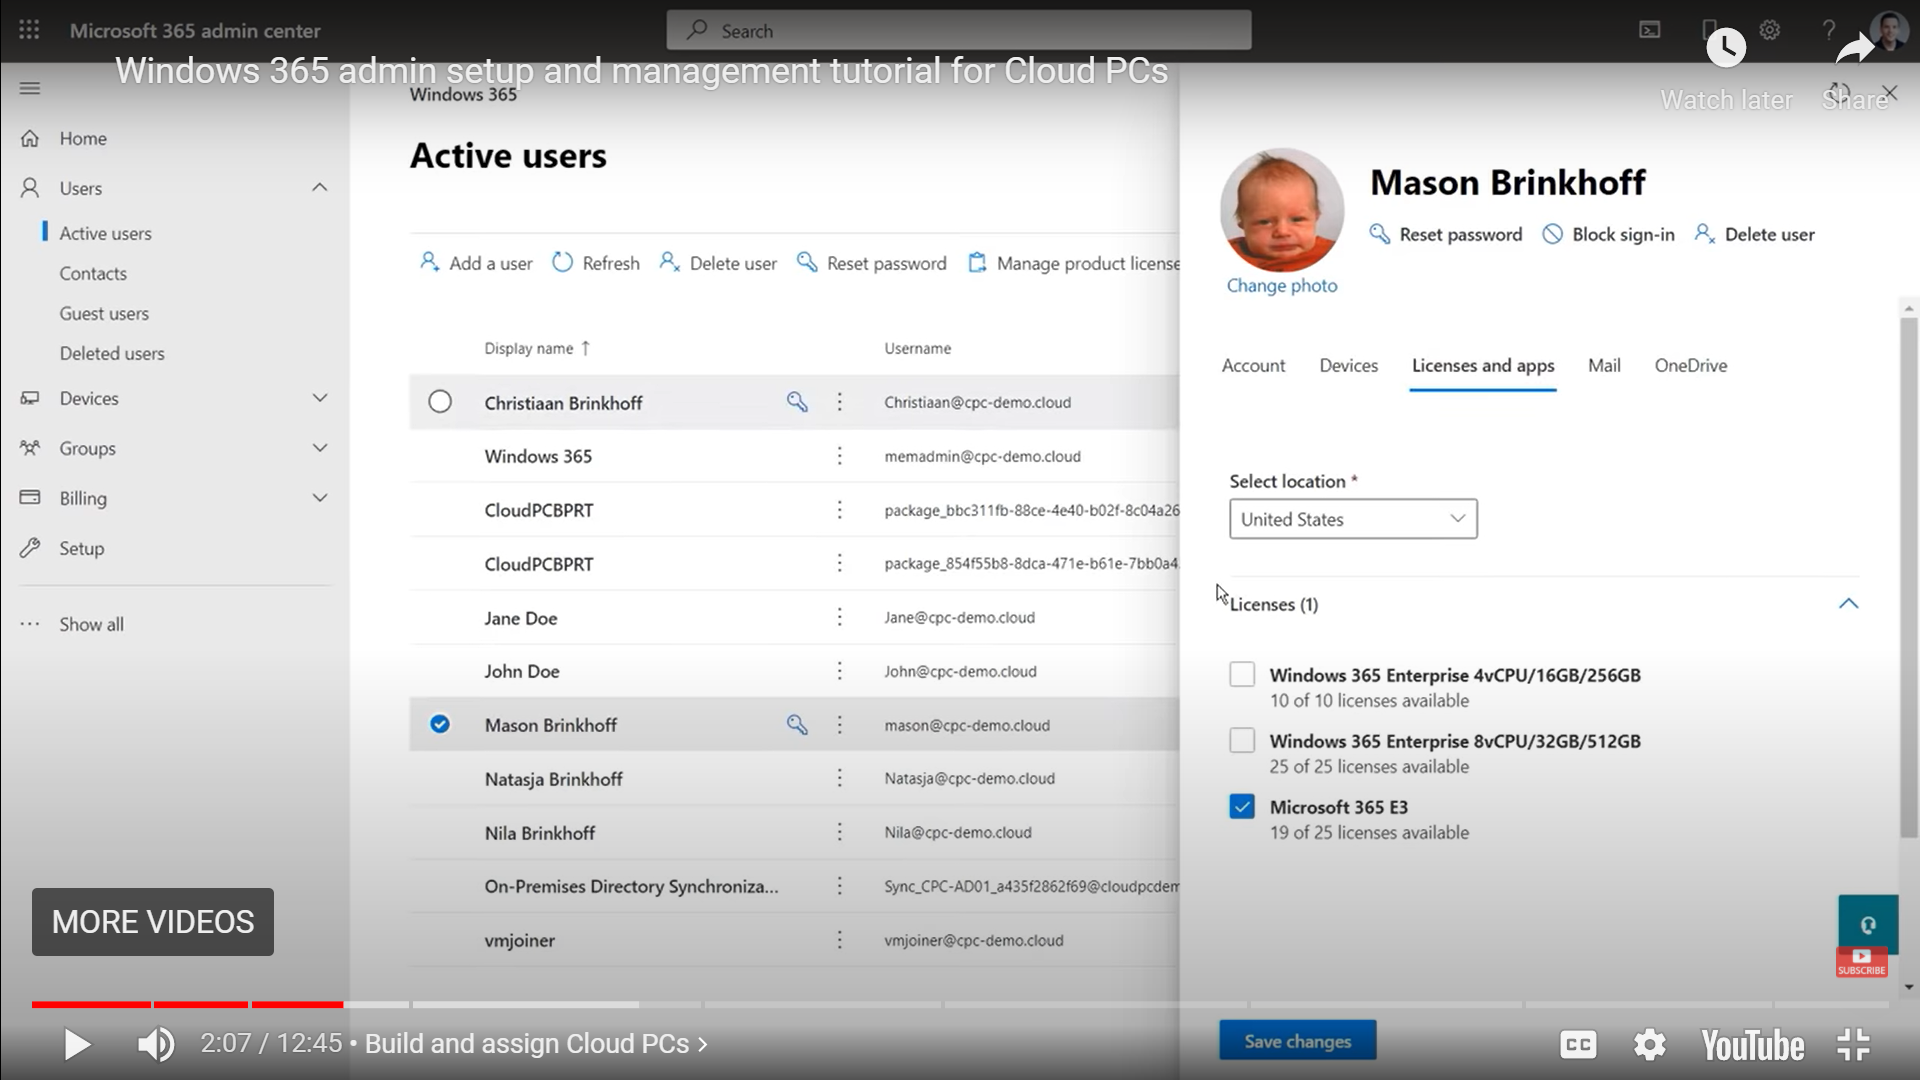 Microsoft 365 admin center
Search
Windows 365 admin setup and management tutorial for Cloud PCs
Watch later
Share
Windows 365
Home
Users
Active users
Contacts
Guest users
Deleted users
Devices
Groups
Billing
Setup
Show all
Active users
Add a user
Refresh
Delete user
Reset password
Manage product license
Display name ↑
Username
Christiaan Brinkhoff
Christiaan@cpc-demo.cloud
Windows 365
memadmin@cpc-demo.cloud
CloudPCBPRT
package_bbc311fb-88ce-4e40-b02f-8c04a26
CloudPCBPRT
package_854f55b8-8dca-471e-b61e-7bb0a4
Jane Doe
Jane@cpc-demo.cloud
John Doe
John@cpc-demo.cloud
Mason Brinkhoff
mason@cpc-demo.cloud
Natasja Brinkhoff
Natasja@cpc-demo.cloud
Nila Brinkhoff
Nila@cpc-demo.cloud
On-Premises Directory Synchroniza...
Sync_CPC-AD01_a435f2862f69@cloudpcdem
vmjoiner
vmjoiner@cpc-demo.cloud
Mason Brinkhoff
Reset password
Block sign-in
Delete user
Change photo
Account
Devices
Licenses and apps
Mail
OneDrive
Select location *
United States
Licenses (1)
Windows 365 Enterprise 4vCPU/16GB/256GB
10 of 10 licenses available
Windows 365 Enterprise 8vCPU/32GB/512GB
25 of 25 licenses available
Microsoft 365 E3
19 of 25 licenses available
SUBSCRIBE
Save changes
MORE VIDEOS
2:07 / 12:45 • Build and assign Cloud PCs >
CC
YouTube